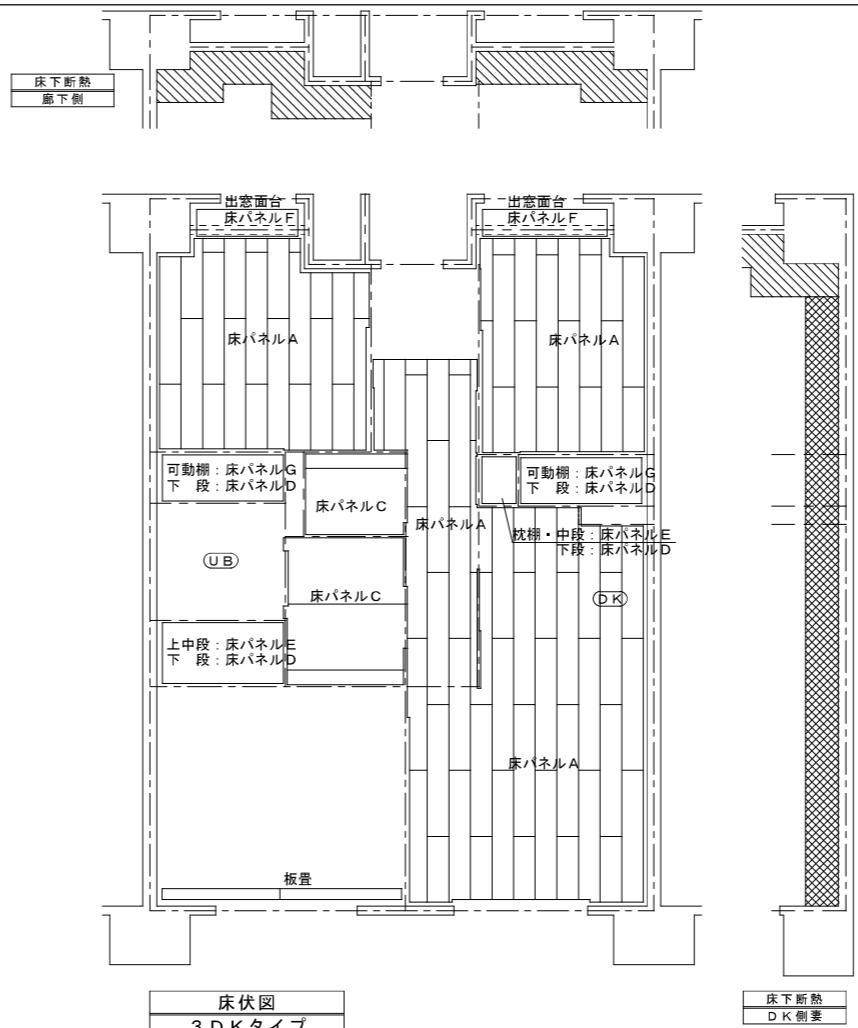 床下断熱
廊下側
出窓面台
床パネルF
出窓面台
床パネルF
床パネルA
床パネルA
可動棚：床パネルG
下　段：床パネルD
床パネルC
床パネルA
可動棚：床パネルG
下　段：床パネルD
枕棚・中段：床パネルE
下段：床パネルD
UB
床パネルC
DK
上中段：床パネルE
下　段：床パネルD
床パネルA
板畳
床伏図
3DKタイプ
床下断熱
DK側妻